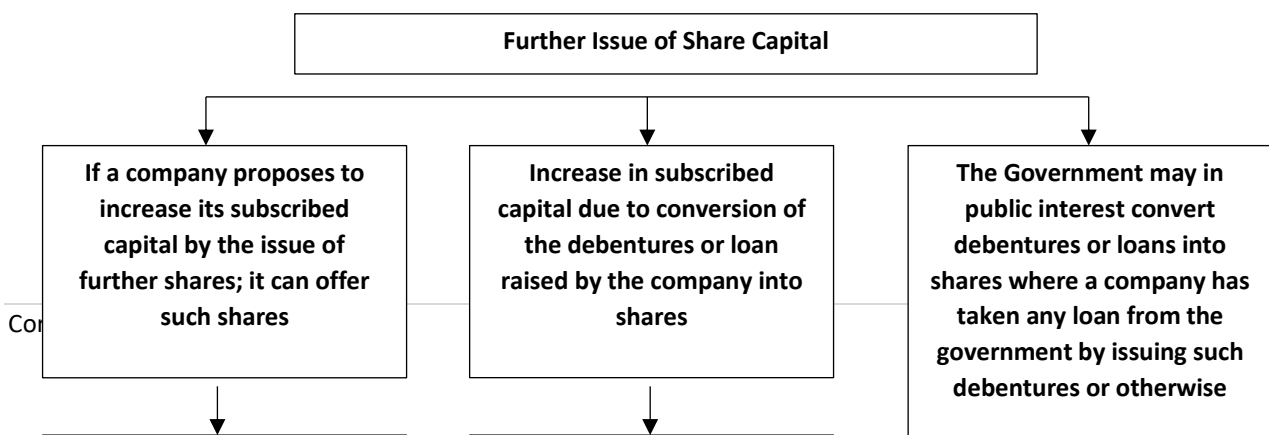 Further Issue of Share Capital
If a company proposes to
increase its subscribed
capital by the issue of
further shares; it can offer
such shares
Increase in subscribed
capital due to conversion of
the debentures or loan
raised by the company into
shares
The Government may in
public interest convert
debentures or loans into
shares where a company has
taken any loan from the
government by issuing such
debentures or otherwise